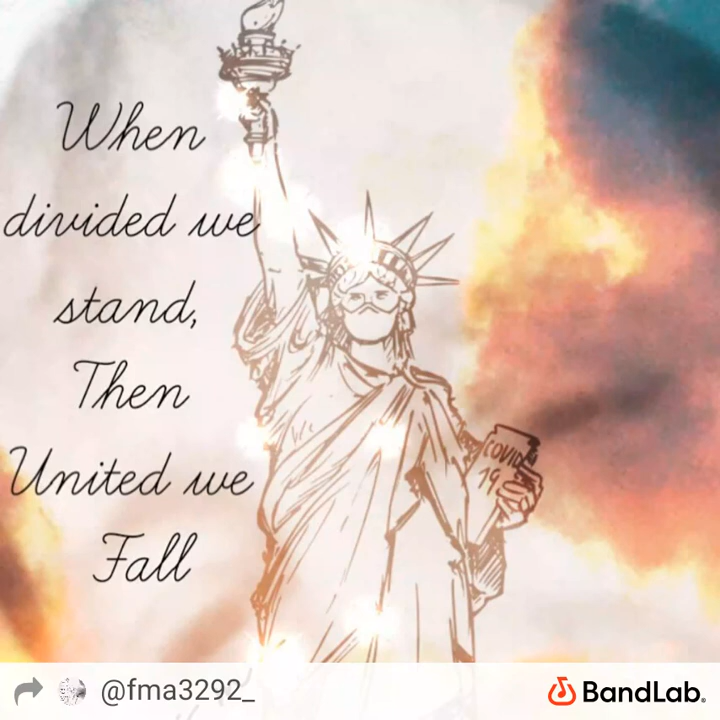 When
divided we
stand,
Then
United we
Fall
COVID
19
@fma3292_
BandLab.